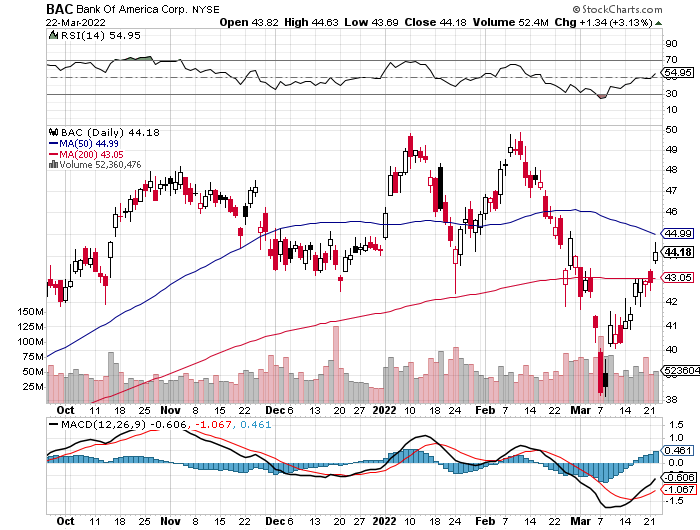 BAC Bank Of America Corp. NYSE
© StockCharts.com
22-Mar-2022
Open 43.82 High 44.63 Low 43.69 Close 44.18 Volume 52.4M Chg +1.34 (+3.13%)
RSI(14) 54.95
90
70
54.95
50
30
10
BAC (Daily) 44.18
MA(50) 44.99
MA(200) 43.05
Volume 52,360,476
50
49
48
47
46
44.99
44.18
43.05
42
41
40
39
38
150M
125M
100M
75M
50M
25M
523604
Oct 11 18 25 Nov 8 15 22 Dec 6 13 20 27 2022 10 18 24 Feb 7 14 22 Mar 7 14 21
MACD(12,26,9) -0.606, -1.067, 0.461
1.5
1.0
0.461
0.0
-0.606
-1.067
-1.5
Oct 11 18 25 Nov 8 15 22 Dec 6 13 20 27 2022 10 18 24 Feb 7 14 22 Mar 7 14 21